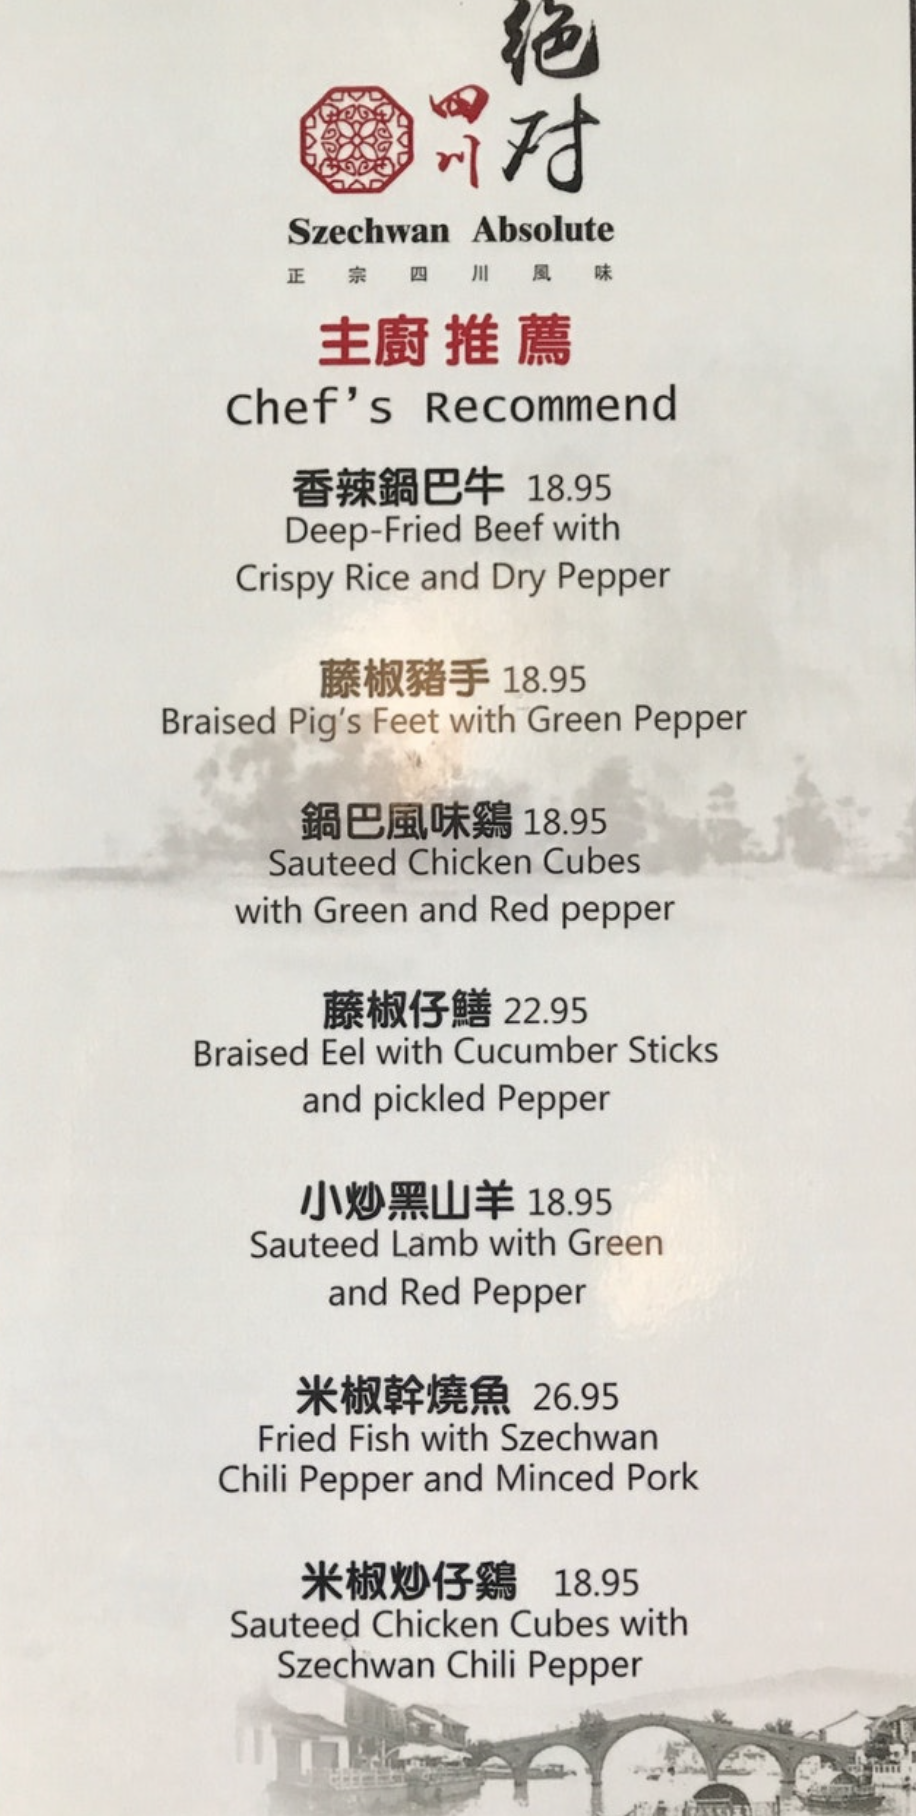 绝对
四川
Szechwan Absolute
正宗四川風味
主廚推薦
Chef's Recommend
香辣鍋巴牛 18.95
Deep-Fried Beef with
Crispy Rice and Dry Pepper
藤椒豬手 18.95
Braised Pig's Feet with Green Pepper
鍋巴風味鷄 18.95
Sauteed Chicken Cubes
with Green and Red pepper
藤椒仔鱔 22.95
Braised Eel with Cucumber Sticks
and pickled Pepper
小炒黑山羊 18.95
Sauteed Lamb with Green
and Red Pepper
米椒幹燒魚 26.95
Fried Fish with Szechwan
Chili Pepper and Minced Pork
米椒炒仔鷄 18.95
Sauteed Chicken Cubes with
Szechwan Chili Pepper